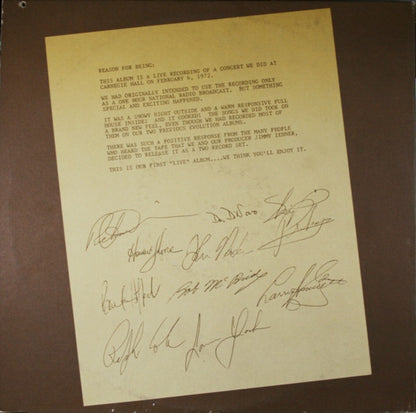 REASON FOR BEING:
THIS ALBUM IS A LIVE RECORDING OF A CONCERT WE DID AT
CARNEGIE HALL ON FEBRUARY 6, 1972.
WE HAD ORIGINALLY INTENDED TO USE THE RECORDING ONLY
AS A ONE HOUR NATIONAL RADIO BROADCAST. BUT SOMETHING
SPECIAL AND EXCITING HAPPENED.
IT WAS A SNOWY NIGHT OUTSIDE AND A WARM RESPONSIVE FULL
HOUSE INSIDE; AND IT COOKED! THE SONGS WE DID TOOK ON
A BRAND NEW FEEL, EVEN THOUGH WE HAD RECORDED MOST OF
THEM ON OUR TWO PREVIOUS EVOLUTION ALBUMS.
THERE WAS SUCH A POSITIVE RESPONSE FROM THE MANY PEOPLE
WHO HEARD THE TAPE THAT WE AND OUR PRODUCER JIMMY IENNER,
DECIDED TO RELEASE IT AS A TWO RECORD SET.
THIS IS OUR FIRST "LIVE" ALBUM....WE THINK YOU'LL ENJOY IT.
Bob McBride
Ralph Cole